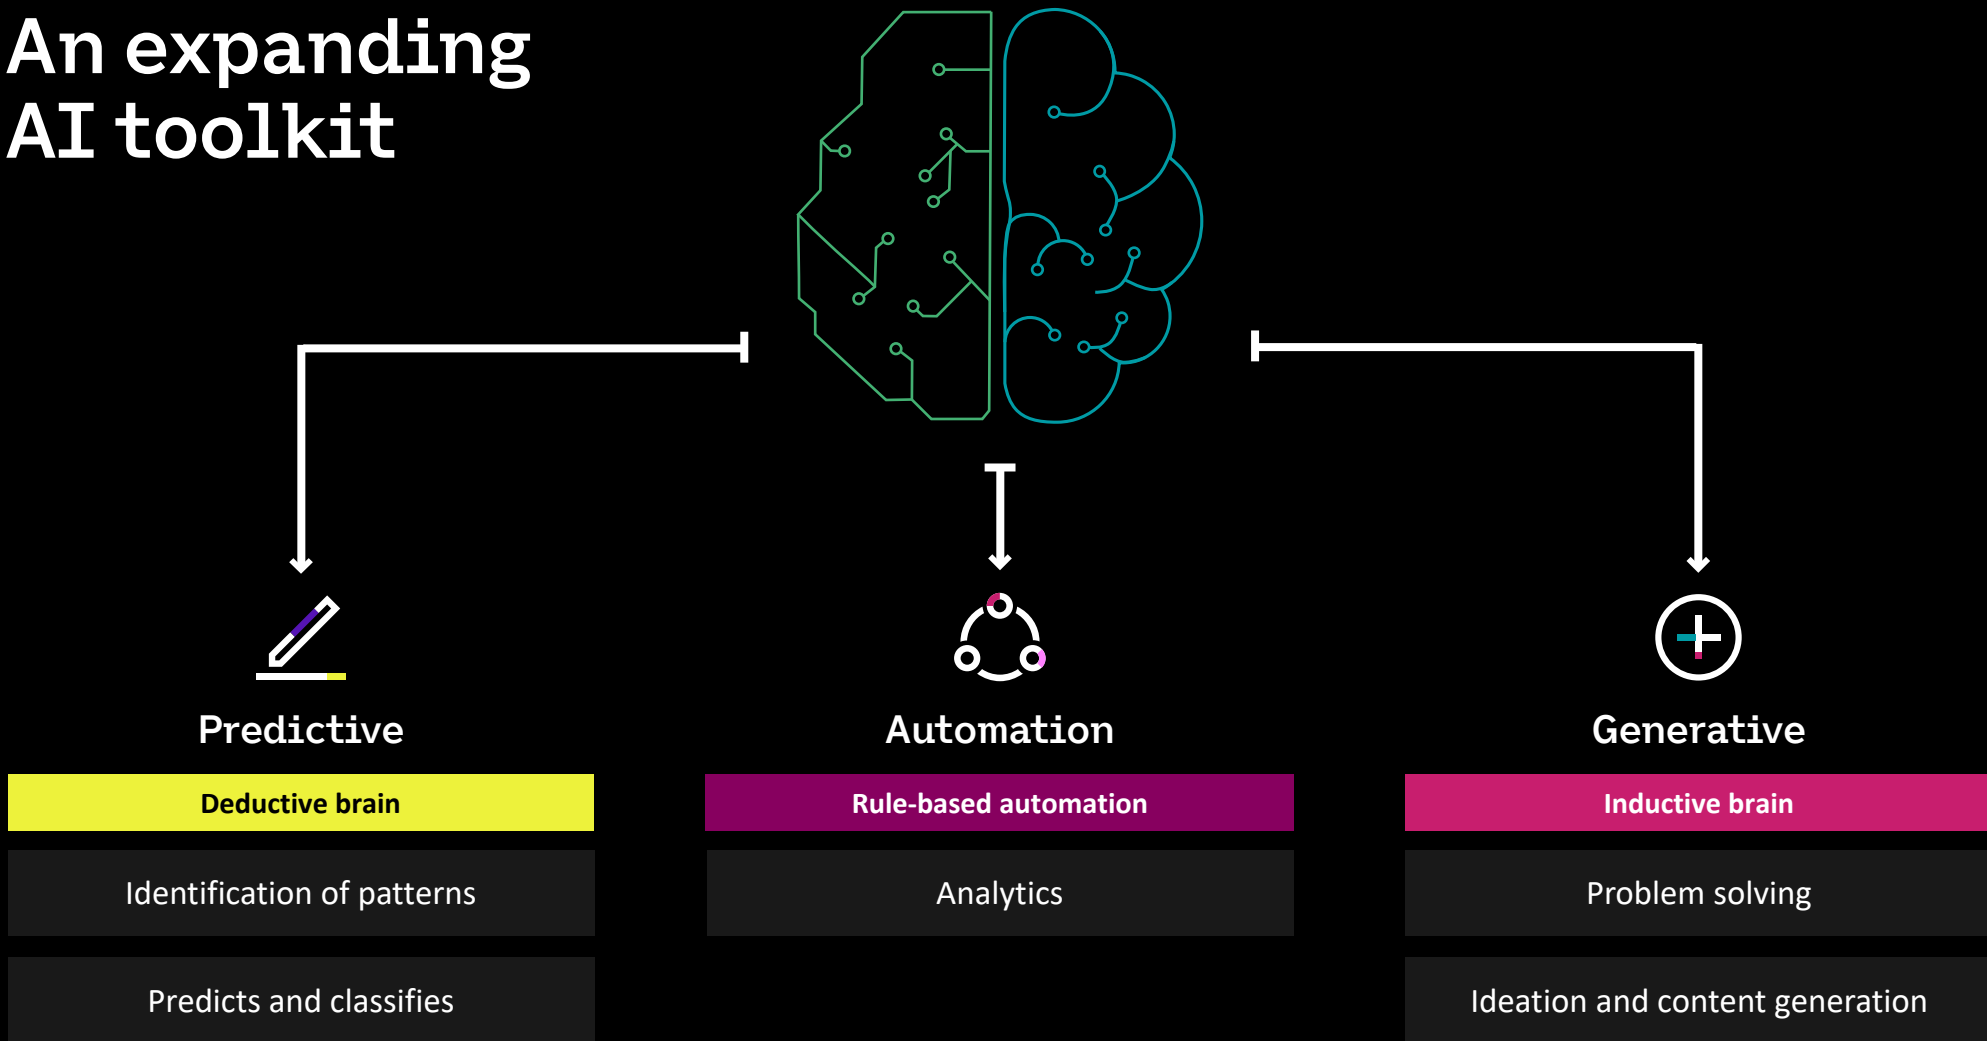 An expanding
AI toolkit
Predictive
Deductive brain
Identification of patterns
Predicts and classifies
Automation
Rule-based automation
Analytics
Generative
Inductive brain
Problem solving
Ideation and content generation